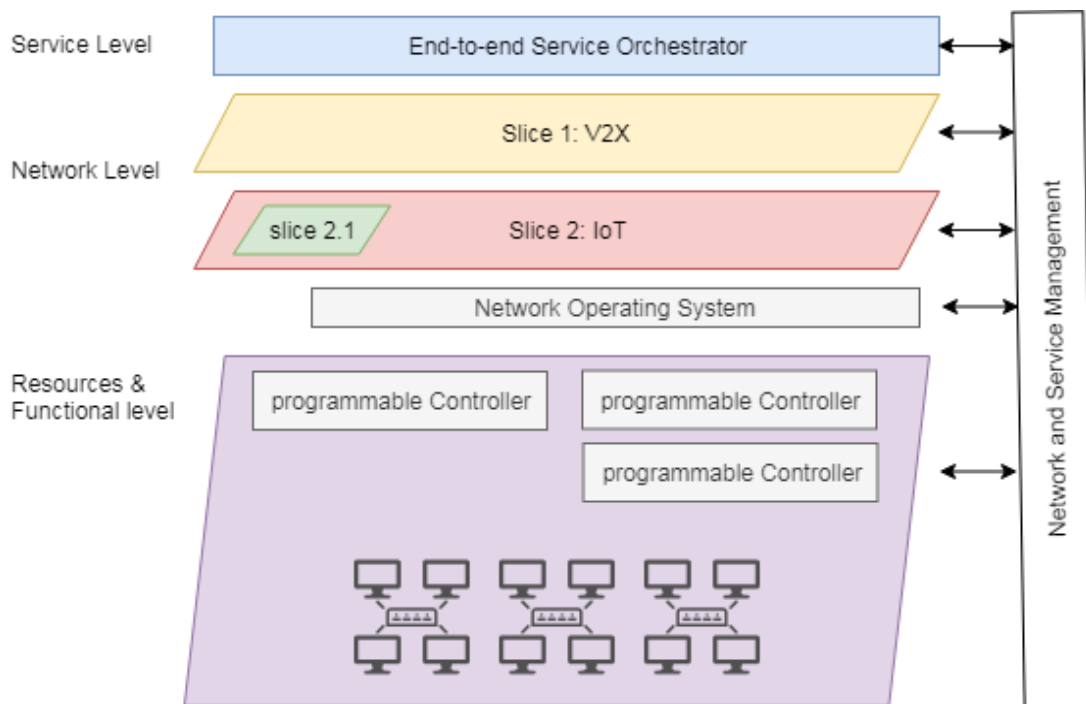 Service Level
End-to-end Service Orchestrator
Slice 1: V2X
Network Level
slice 2.1
Slice 2: IoT
Network Operating System
Resources &
Functional level
programmable Controller
programmable Controller
programmable Controller
Network and Service Management